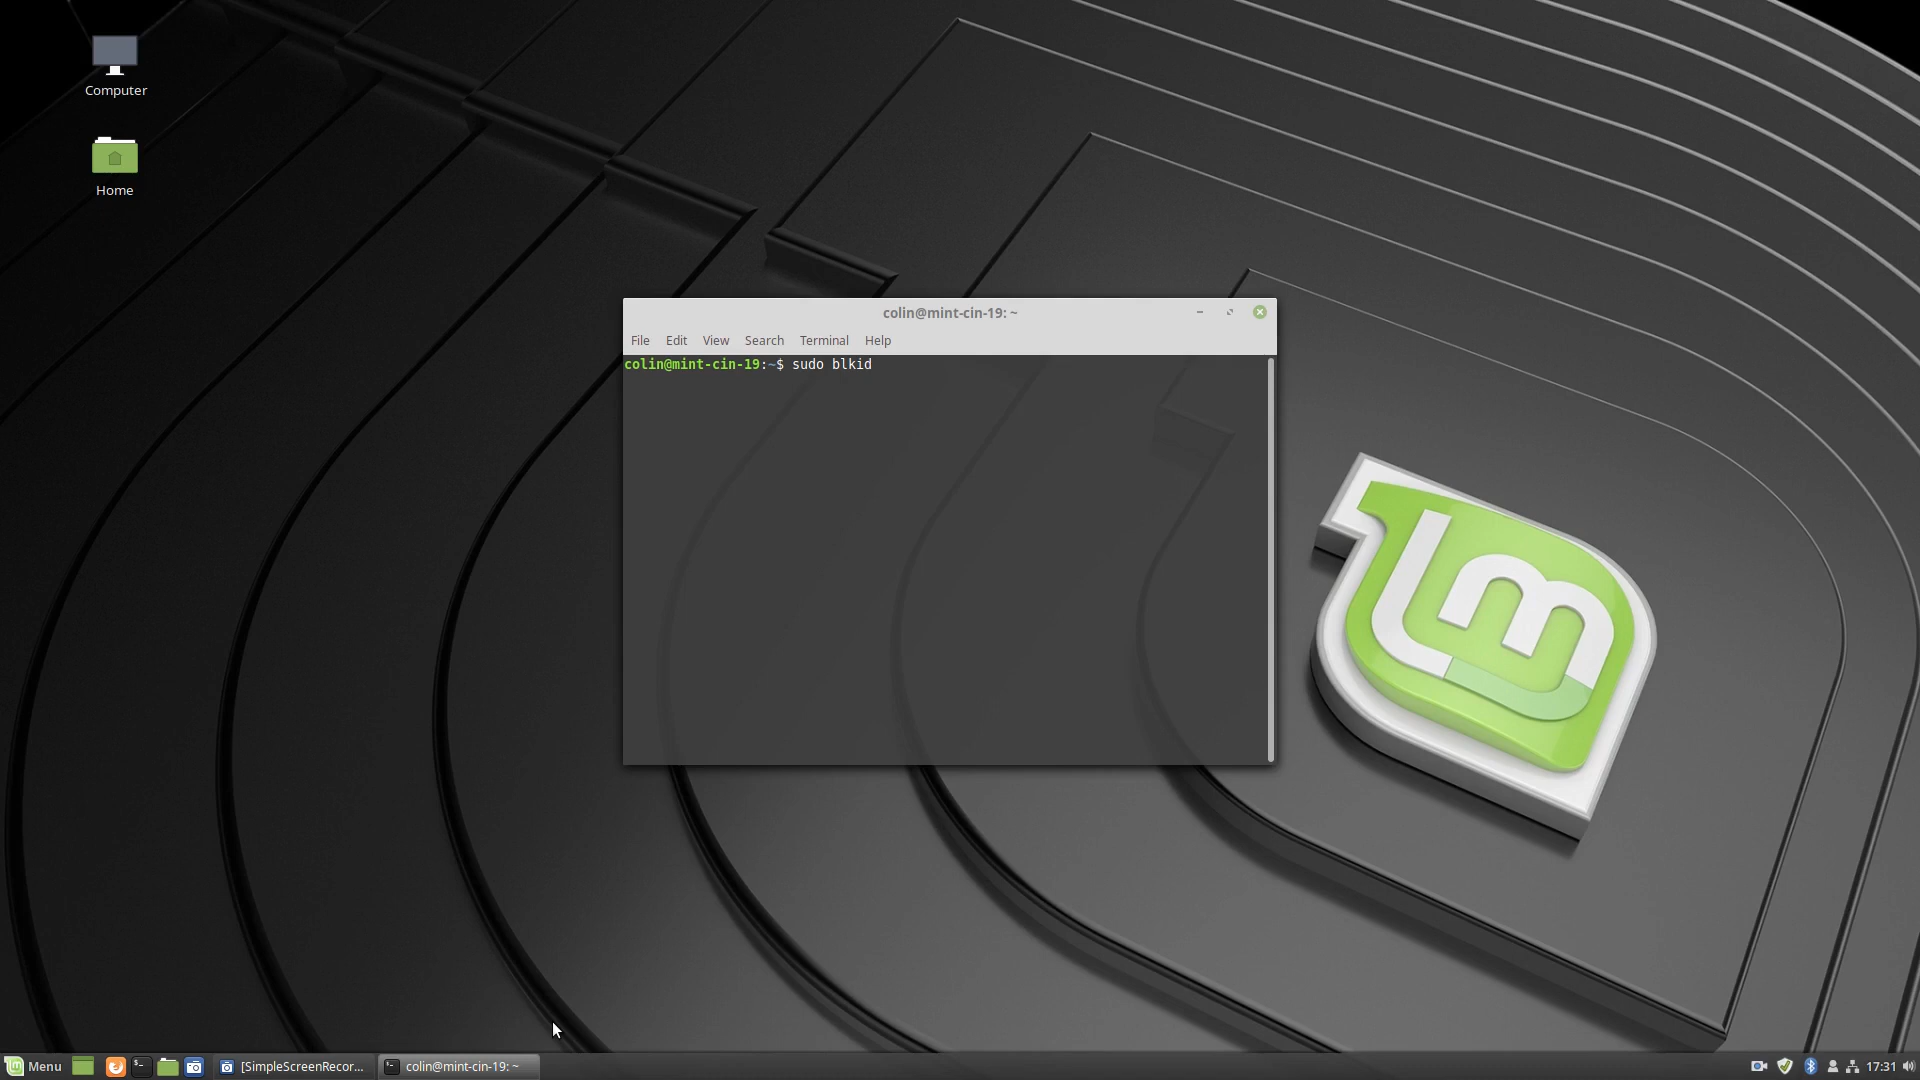 Computer
Home
colin@mint-cin-19: ~
File Edit View Search Terminal Help
colin@mint-cin-19:~$ sudo blkid
lm
Menu [SimpleScreenRecor... colin@mint-cin-19: ~ 17:31